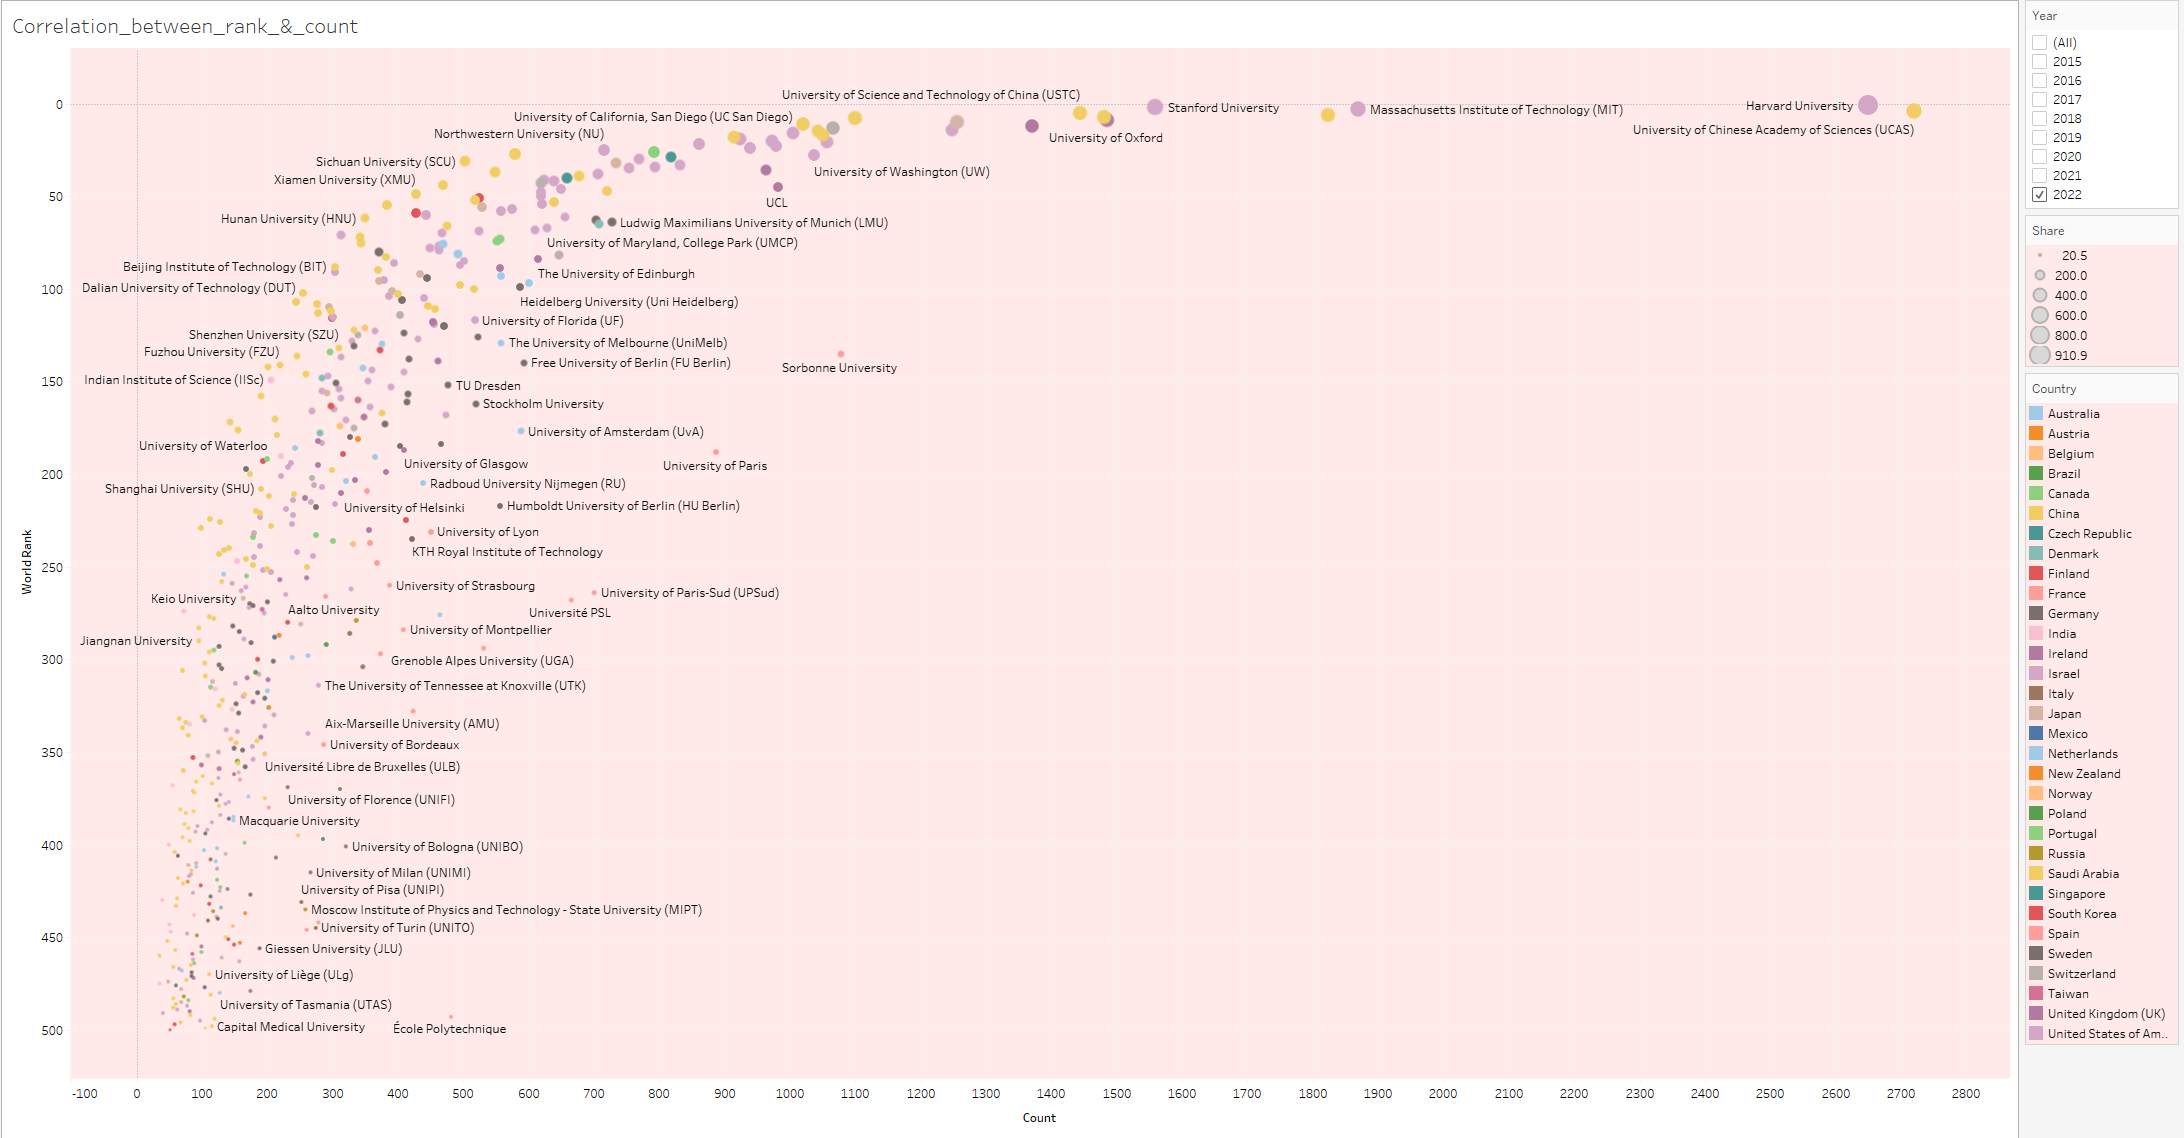 Correlation_between_rank_&_count
University of Science and Technology of China (USTC)
Stanford University
Massachusetts Institute of Technology (MIT)
Harvard University
University of California, San Diego (UC San Diego)
University of Chinese Academy of Sciences (UCAS)
Northwestern University (NU)
University of Oxford
Sichuan University (SCU)
University of Washington (UW)
Xiamen University (XMU)
UCL
Hunan University (HNU)
Ludwig Maximilians University of Munich (LMU)
University of Maryland, College Park (UMCP)
Beijing Institute of Technology (BIT)
The University of Edinburgh
Dalian University of Technology (DUT)
Heidelberg University (Uni Heidelberg)
University of Florida (UF)
Shenzhen University (SZU)
The University of Melbourne (UniMelb)
Fuzhou University (FZU)
Free University of Berlin (FU Berlin)
Sorbonne University
Indian Institute of Science (IISc)
TU Dresden
Stockholm University
University of Amsterdam (UvA)
University of Waterloo
University of Glasgow
University of Paris
Radboud University Nijmegen (RU)
Shanghai University (SHU)
University of Helsinki
Humboldt University of Berlin (HU Berlin)
University of Lyon
KTH Royal Institute of Technology
University of Strasbourg
University of Paris-Sud (UPSud)
Keio University
Aalto University
Université PSL
University of Montpellier
Jiangnan University
Grenoble Alpes University (UGA)
The University of Tennessee at Knoxville (UTK)
Aix-Marseille University (AMU)
University of Bordeaux
Université Libre de Bruxelles (ULB)
University of Florence (UNIFI)
Macquarie University
University of Bologna (UNIBO)
University of Milan (UNIMI)
University of Pisa (UNIPI)
Moscow Institute of Physics and Technology - State University (MIPT)
University of Turin (UNITO)
Giessen University (JLU)
University of Liège (ULg)
University of Tasmania (UTAS)
Capital Medical University
École Polytechnique
0
50
100
150
200
250
300
350
400
450
500
World Rank
-100 0 100 200 300 400 500 600 700 800 900 1000 1100 1200 1300 1400 1500 1600 1700 1800 1900 2000 2100 2200 2300 2400 2500 2600 2700 2800
Count
Year
(All)
2015
2016
2017
2018
2019
2020
2021
2022
Share
20.5
200.0
400.0
600.0
800.0
910.9
Country
Australia
Austria
Belgium
Brazil
Canada
China
Czech Republic
Denmark
Finland
France
Germany
India
Ireland
Israel
Italy
Japan
Mexico
Netherlands
New Zealand
Norway
Poland
Portugal
Russia
Saudi Arabia
Singapore
South Korea
Spain
Sweden
Switzerland
Taiwan
United Kingdom (UK)
United States of Am..